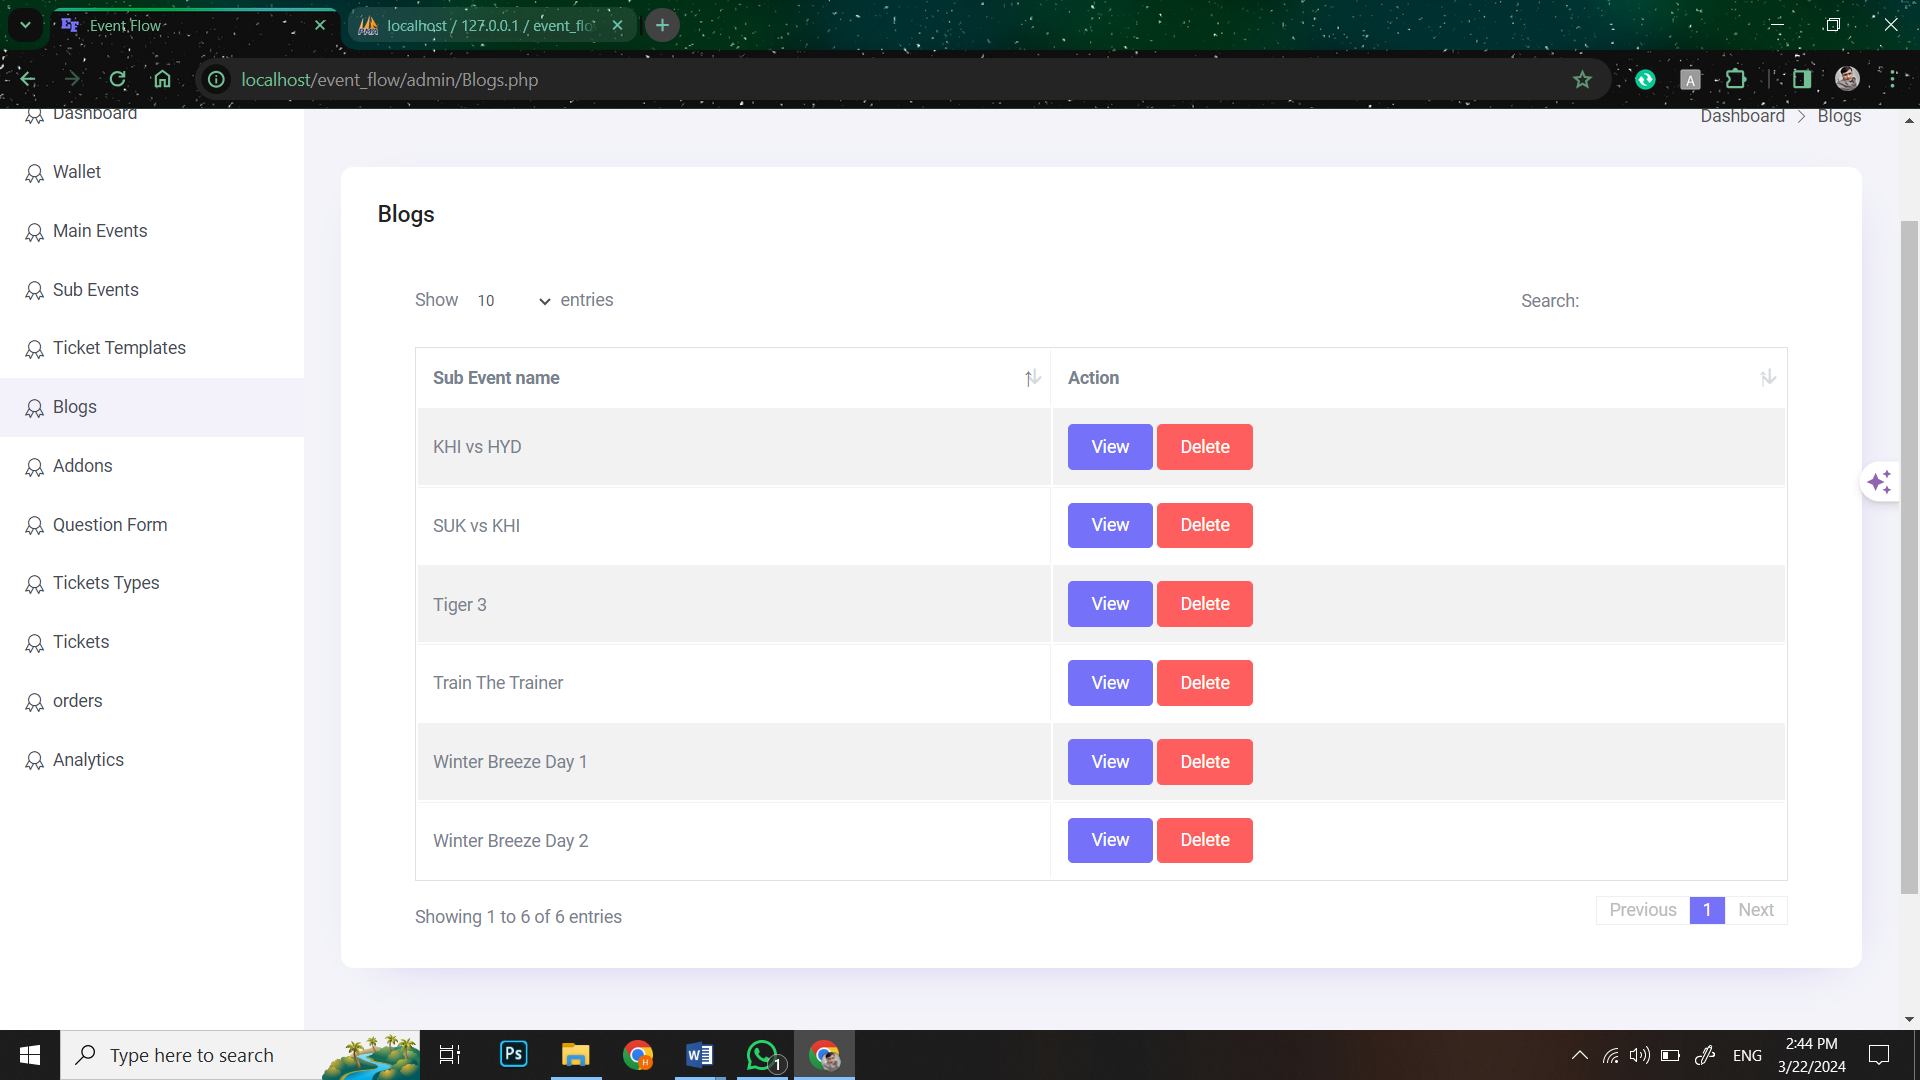 Event Flow
localhost / 127.0.0.1 / event_flo
localhost/event_flow/admin/Blogs.php
A
Dashboard
Wallet
Main Events
Sub Events
Ticket Templates
Blogs
Addons
Question Form
Tickets Types
Tickets
orders
Analytics
Dashboard > Blogs
Blogs
Show 10 entries
Search:
Sub Event name Action
KHI vs HYD View Delete
SUK vs KHI View Delete
Tiger 3 View Delete
Train The Trainer View Delete
Winter Breeze Day 1 View Delete
Winter Breeze Day 2 View Delete
Showing 1 to 6 of 6 entries
Previous 1 Next
Type here to search
Ps
W
1
ENG
2:44 PM
3/22/2024